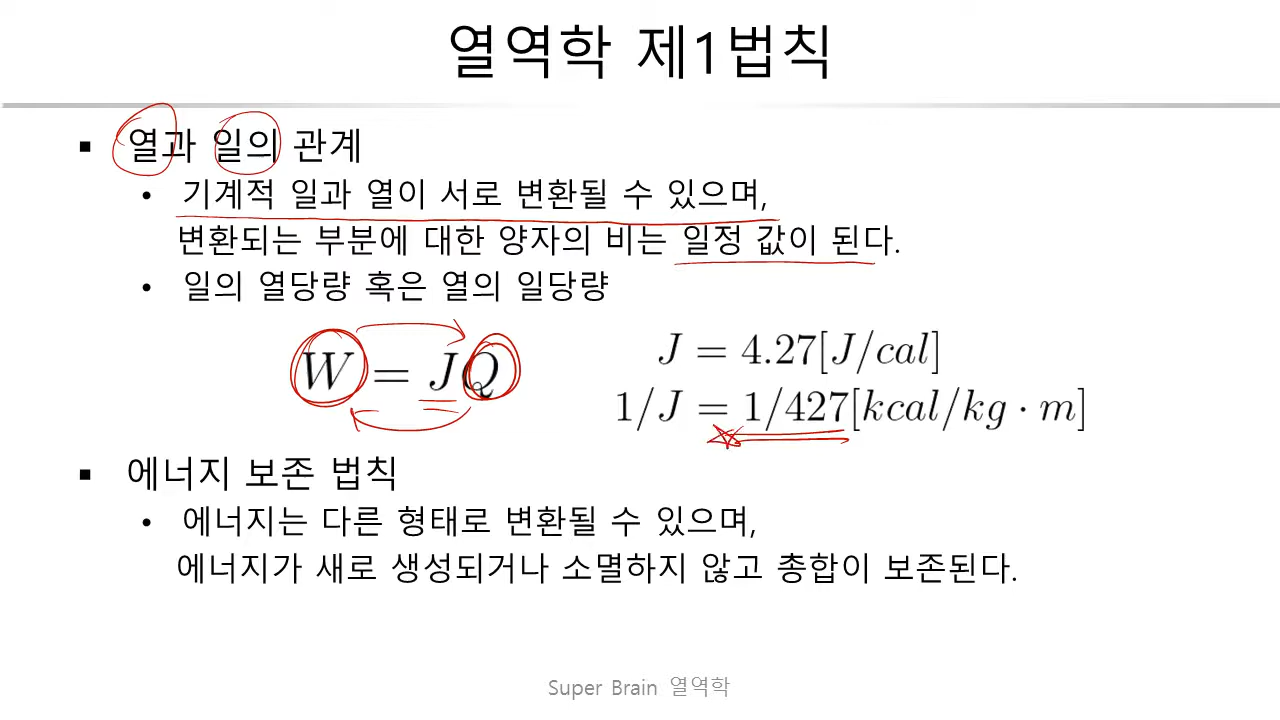 열역학 제1법칙
▪ 열과 일의 관계
• 기계적 일과 열이 서로 변환될 수 있으며,
변환되는 부분에 대한 양자의 비는 일정 값이 된다.
• 일의 열당량 혹은 열의 일당량
W = JQ
J = 4.27[J/cal]
1/J = 1/427[kcal/kg · m]
▪ 에너지 보존 법칙
• 에너지는 다른 형태로 변환될 수 있으며,
에너지가 새로 생성되거나 소멸하지 않고 총합이 보존된다.
Super Brain 열역학